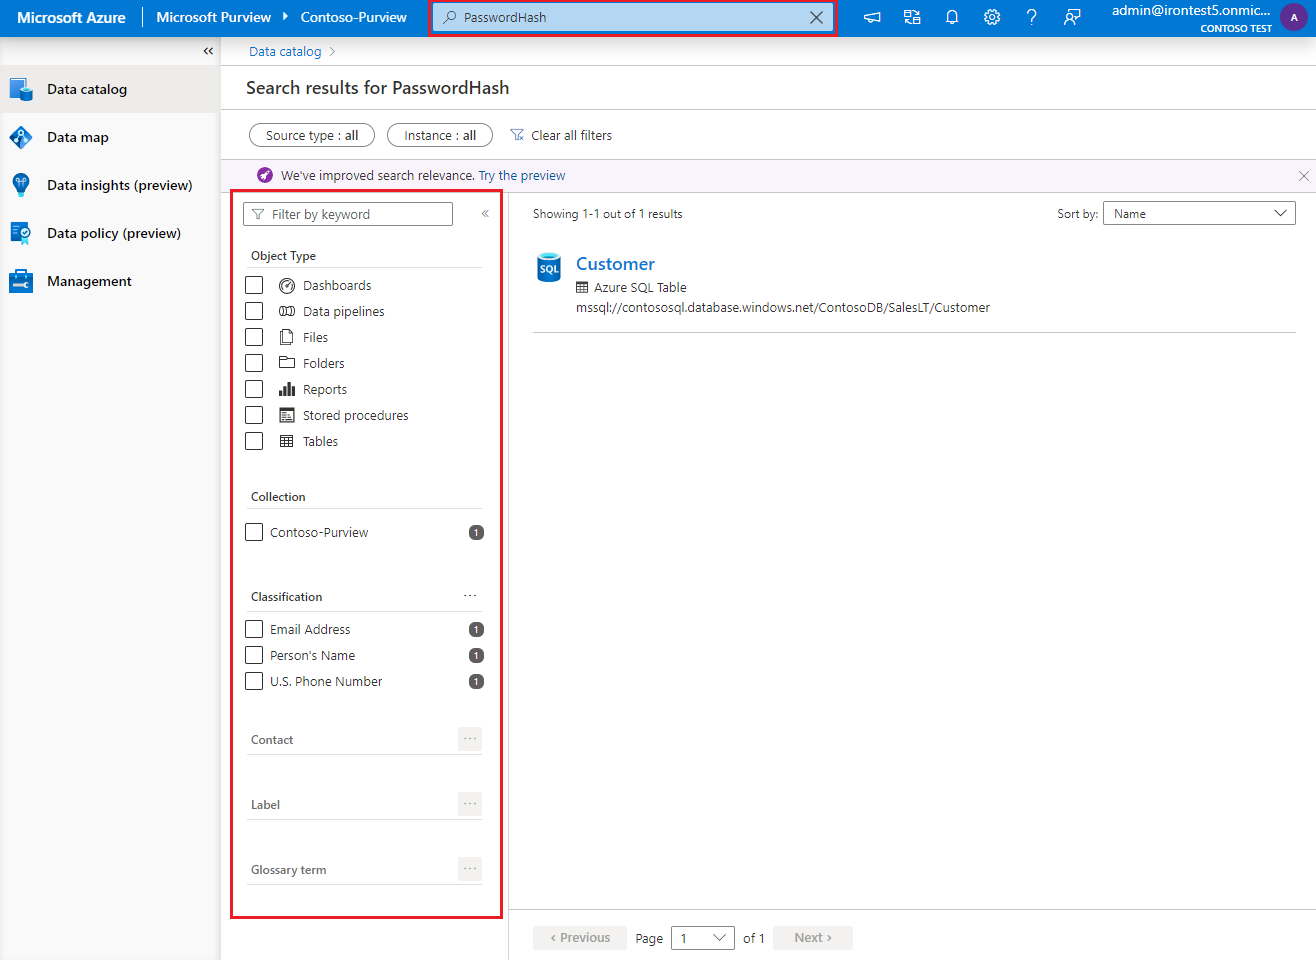 Microsoft Azure
Microsoft Purview
Contoso-Purview
PasswordHash
admin@irontest5.onmic...
CONTOSO TEST
A
Data catalog
Data map
Data insights (preview)
Data policy (preview)
Management
Data catalog
Search results for PasswordHash
Source type : all
Instance : all
Clear all filters
We've improved search relevance. Try the preview
Filter by keyword
Object Type
Dashboards
Data pipelines
Files
Folders
Reports
Stored procedures
Tables
Collection
Contoso-Purview 1
Classification ...
Email Address 1
Person's Name 1
U.S. Phone Number 1
Contact ...
Label ...
Glossary term ...
Showing 1-1 out of 1 results
Sort by: Name
SQL
Customer
Azure SQL Table
mssql://contososql.database.windows.net/ContosoDB/SalesLT/Customer
‹ Previous Page 1 of 1 Next ›